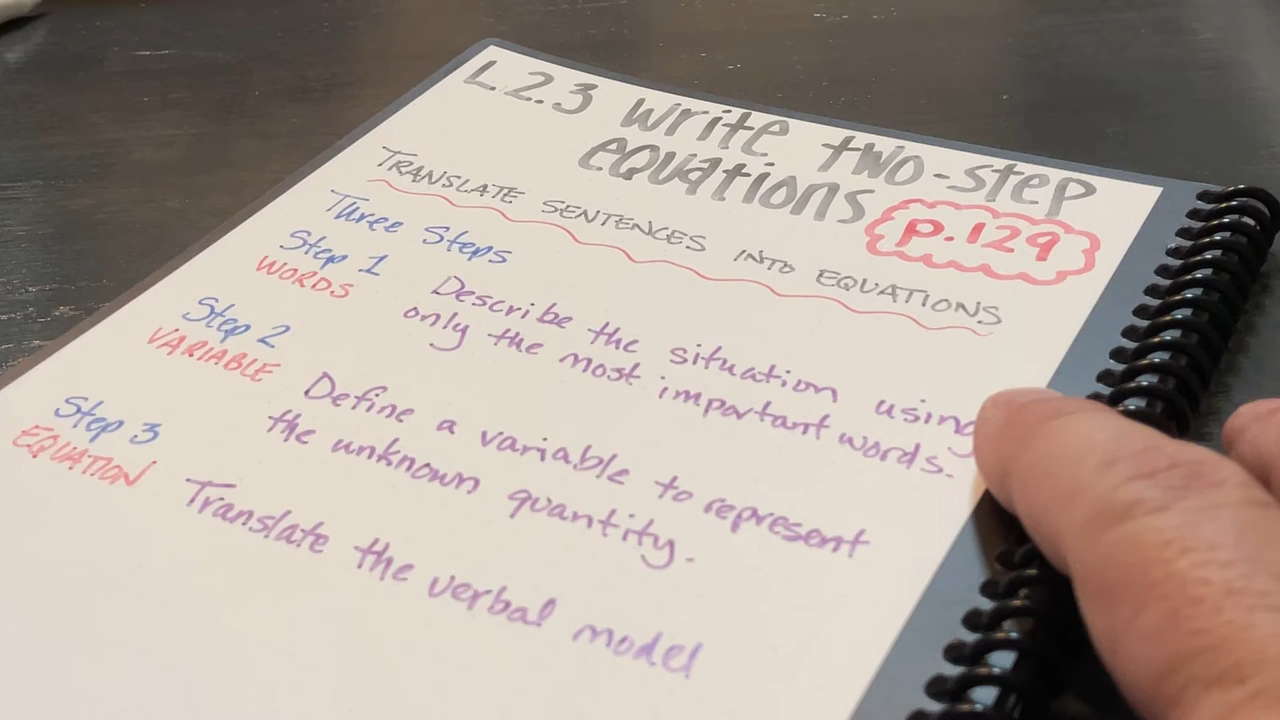 L.2.3 Write two-step
equations
p.129
TRANSLATE SENTENCES INTO EQUATIONS
Three Steps
Step 1
WORDS
Describe the situation using
only the most important words.
Step 2
VARIABLE
Define a variable to represent
the unknown quantity.
Step 3
EQUATION
Translate the verbal model